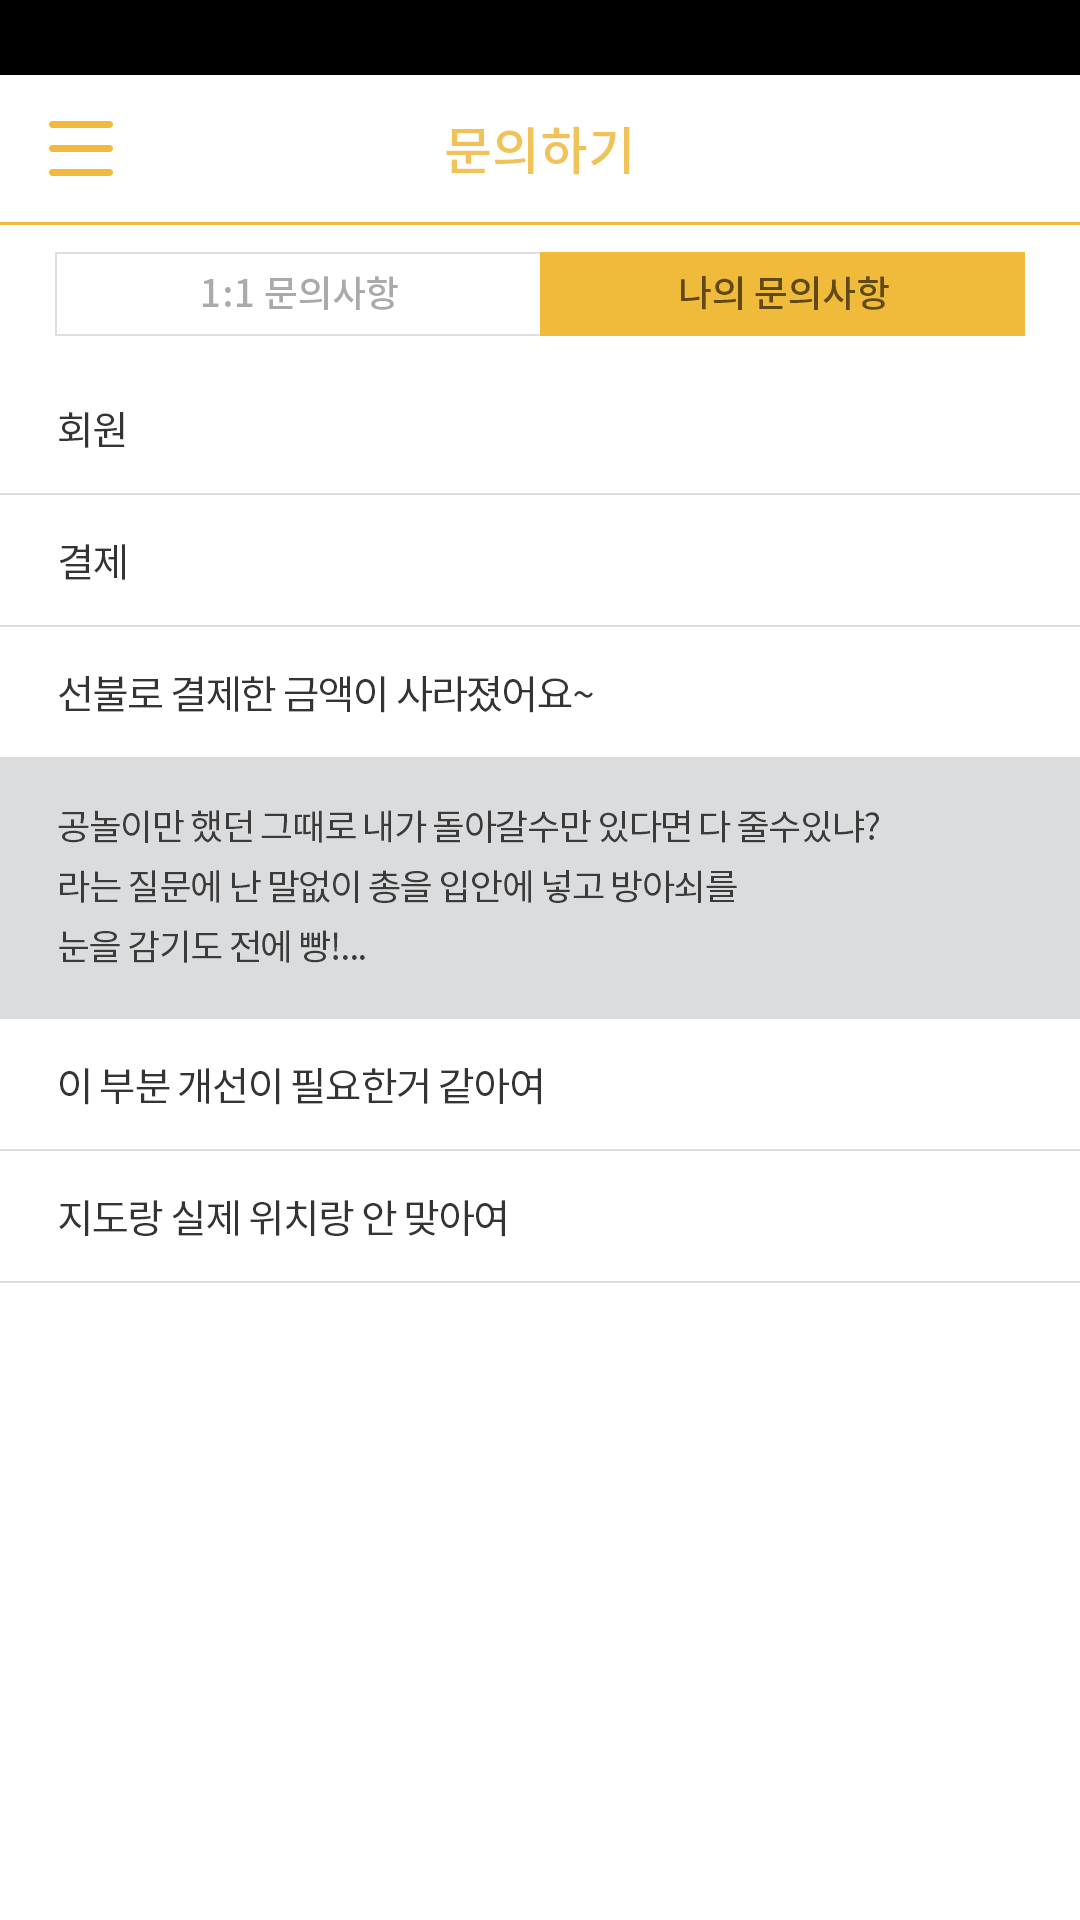 문의하기
1:1 문의사항
나의 문의사항
회원
결제
선불로 결제한 금액이 사라졌어요~
공놀이만 했던 그때로 내가 돌아갈수만 있다면 다 줄수있냐?
라는 질문에 난 말없이 총을 입안에 넣고 방아쇠를
눈을 감기도 전에 빵!...
이 부분 개선이 필요한거 같아여
지도랑 실제 위치랑 안 맞아여